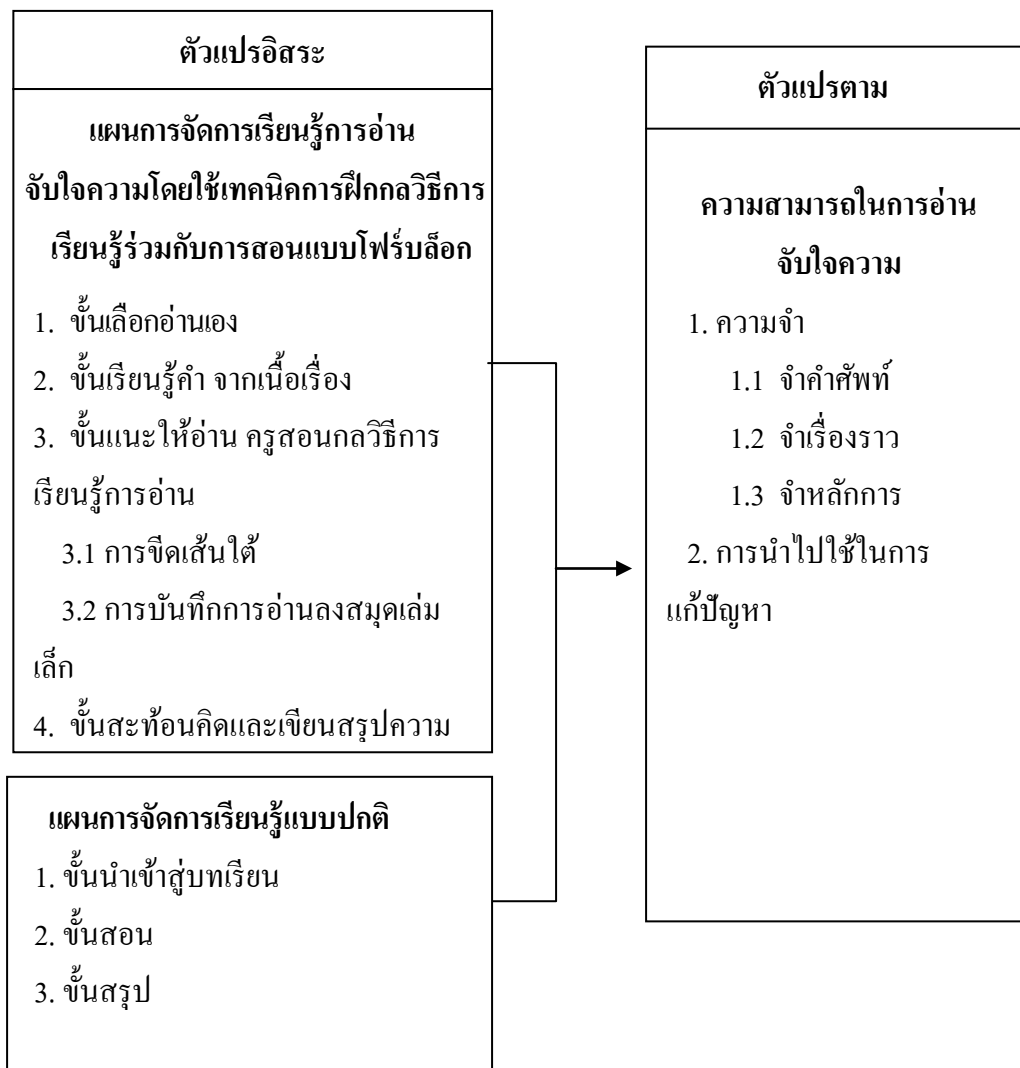 ตัวแปรอิสระ
แผนการจัดการเรียนรู้การอ่าน
จับใจความโดยใช้เทคนิคการฝึกกลวิธีการ
เรียนรู้ร่วมกับการสอนแบบโฟร์บล็อก
1. ขั้นเลือกอ่านเอง
2. ขั้นเรียนรู้คำ จากเนื้อเรื่อง
3. ขั้นแนะให้อ่าน ครูสอนกลวิธีการ
เรียนรู้การอ่าน
3.1 การขีดเส้นใต้
3.2 การบันทึกการอ่านลงสมุดเล่ม
เล็ก
4. ขั้นสะท้อนคิดและเขียนสรุปความ
แผนการจัดการเรียนรู้แบบปกติ
1. ขั้นนำเข้าสู่บทเรียน
2. ขั้นสอน
3. ขั้นสรุป
ตัวแปรตาม
ความสามารถในการอ่าน
จับใจความ
1. ความจำ
1.1 จำคำศัพท์
1.2 จำเรื่องราว
1.3 จำหลักการ
2. การนำไปใช้ในการ
แก้ปัญหา